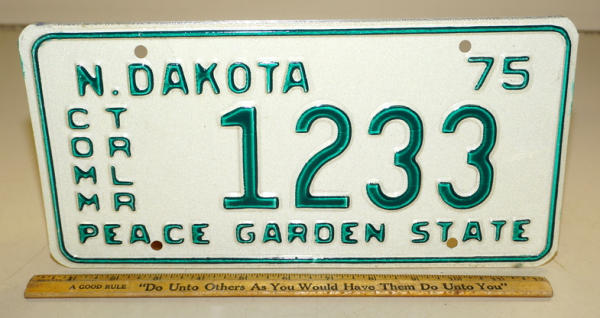 N. DAKOTA 75
COMM TRLR 1233
PEACE GARDEN STATE
A GOOD RULE "Do Unto Others As You Would Have Them Do Unto You"